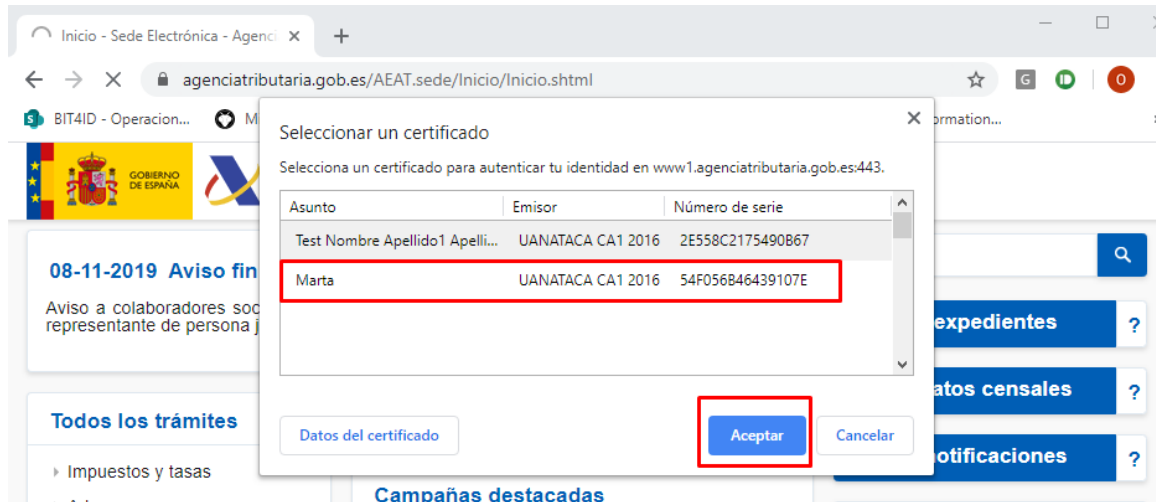 Inicio - Sede Electrónica - Agenci
agenciatributaria.gob.es/AEAT.sede/Inicio/Inicio.shtml
G
O
BIT4ID - Operacion...
M
ormation...
GOBIERNO
DE ESPAÑA
Seleccionar un certificado
Selecciona un certificado para autenticar tu identidad en www1.agenciatributaria.gob.es:443.
Asunto Emisor Número de serie
Test Nombre Apellido1 Apelli... UANATACA CA1 2016 2E558C2175490B67
Marta UANATACA CA1 2016 54F056B46439107E
Datos del certificado Aceptar Cancelar
08-11-2019 Aviso fin
Aviso a colaboradores soc
representante de persona j
Todos los trámites
Impuestos y tasas
Campañas destacadas
expedientes ?
atos censales ?
otificaciones ?